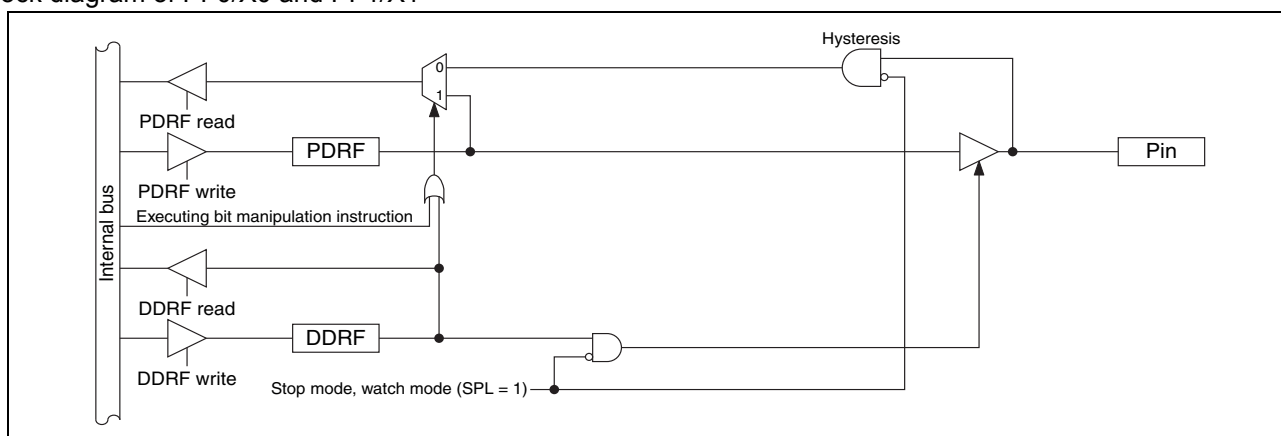 Hysteresis
0
1
PDRF read
PDRF
Pin
PDRF write
Executing bit manipulation instruction
Internal bus
DDRF read
DDRF
DDRF write
Stop mode, watch mode (SPL = 1)